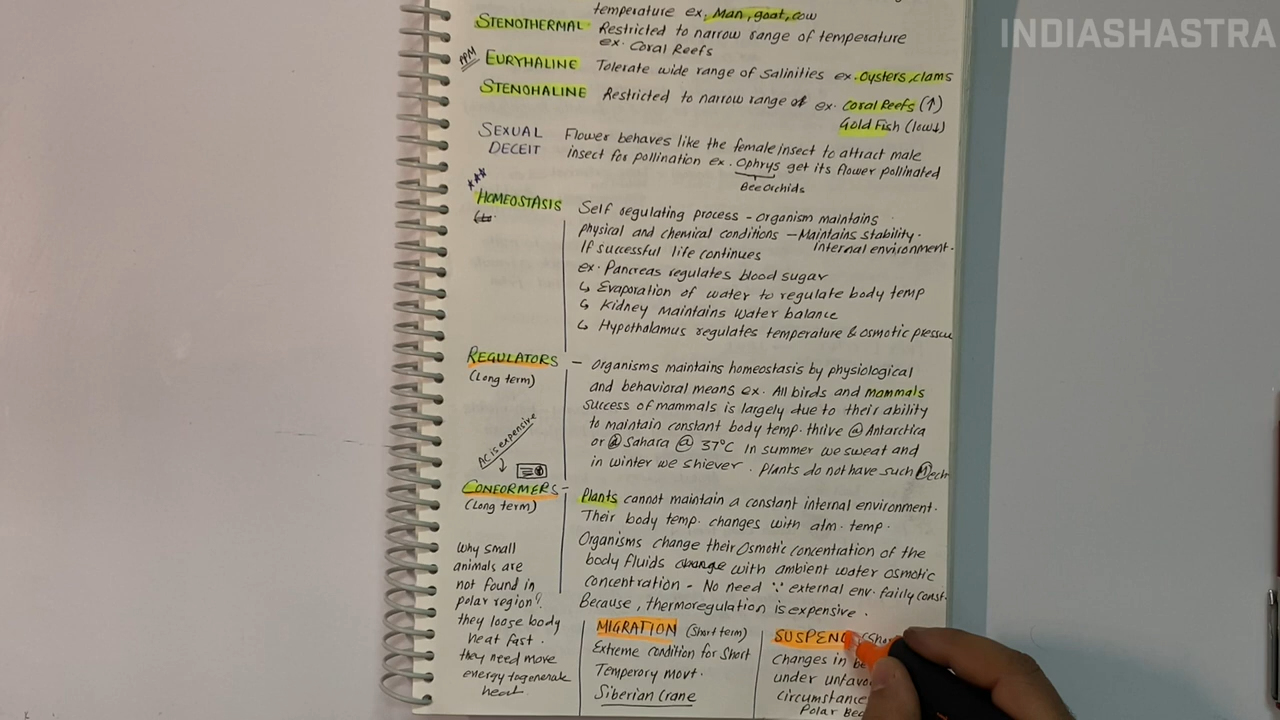 INDIASHASTRA
temperature ex. Man, goat, cow
STENOTHERMAL Restricted to narrow range of temperature
ex. Coral Reefs
PPM EURYHALINE Tolerate wide range of salinities ex. Oysters, clams
STENOHALINE Restricted to narrow range of ex. Coral Reefs (↑)
Gold Fish (low↓)
SEXUAL DECEIT Flower behaves like the female insect to attract male
insect for pollination ex. Ophrys get its flower pollinated
Bee orchids
HOMEOSTASIS Self regulating process - organism maintains
physical and chemical conditions - Maintains stability.
internal environment.
If successful life continues
ex. Pancreas regulates blood sugar
↳ Evaporation of water to regulate body temp
↳ Kidney maintains water balance
↳ Hypothalamus regulates temperature & osmotic pressure
REGULATORS - Organisms maintains homeostasis by physiological
(Long term) and behavioral means ex. All birds and mammals
success of mammals is largely due to their ability
to maintain constant body temp. thrive @ Antarctica
or @ Sahara @ 37°C In summer we sweat and
in winter we shiever. Plants do not have such Mech
AC is expensive
CONFORMERS - Plants cannot maintain a constant internal environment.
(Long term) Their body temp. changes with atm. temp.
Organisms change their Osmotic concentration of the
body fluids change with ambient water osmotic
concentration - No need ∵ external env. fairly const.
Because, thermoregulation is expensive.
Why small
animals are
not found in
polar region?
they loose body
heat fast.
they need move
energy to generate
heat.
MIGRATION (Short term)
Extreme condition for Short
Temperory movt.
Siberian Crane
SUSPEND (Shor
changes in
under unfavo
circumstance
Polar Bea